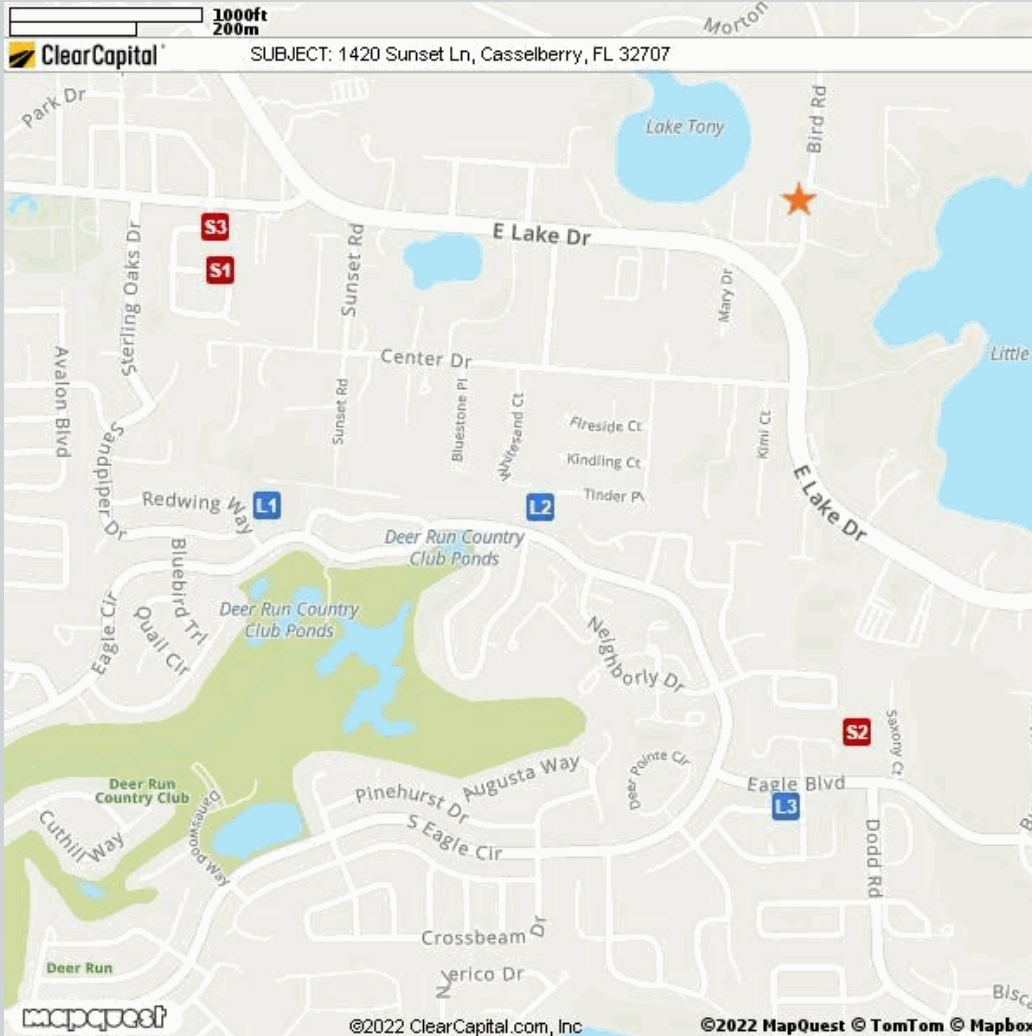 1000ft
200m
Morton
ClearCapital
SUBJECT: 1420 Sunset Ln, Casselberry, FL 32707
Park Dr
Lake Tony
Bird Rd
S3
E Lake Dr
S1
Sterling Oaks Dr
Sunset Rd
Mary Dr
Avalon Blvd
Center Dr
Little
Sunset Rd
Bluestone Pl
Whitesand Ct
Fireside Ct
Kimi Ct
Kindling Ct
Sandpiper Dr
Redwing Way
L1
L2
Tinder Pl
E Lake Dr
Deer Run Country
Club Ponds
Bluebird Trl
Eagle Cir
Quail Cir
Deer Run Country
Club Ponds
Neighborly Dr
Saxony Ct
S2
Deer Run
Country Club
Daneswood Way
Pinehurst Dr
Augusta Way
Deer Pointe Cir
Eagle Blvd
L3
Cuthill Way
S Eagle Cir
Dodd Rd
Crossbeam Dr
Deer Run
Jerico Dr
N
Bisca
mapquest
©2022 ClearCapital.com, Inc
©2022 MapQuest © TomTom © Mapbox